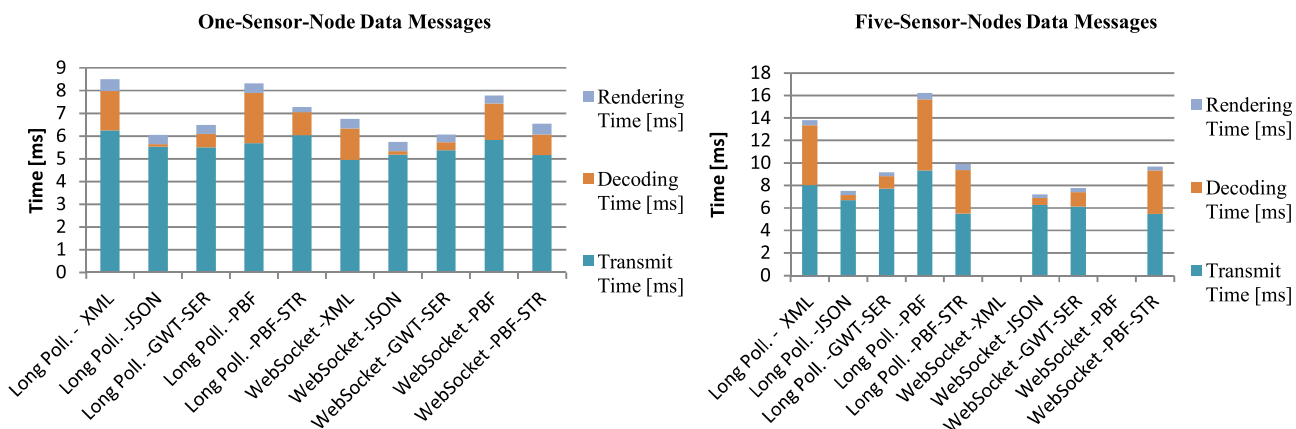 One-Sensor-Node Data Messages
9
8
7
6
5
4
3
2
1
0
Time [ms]
Long Poll. - XML
Long Poll. -JSON
Long Poll. -GWT-SER
Long Poll. -PBF
Long Poll. -PBF-STR
WebSocket -XML
WebSocket -JSON
WebSocket -GWT-SER
WebSocket -PBF
WebSocket -PBF-STR
Rendering
Time [ms]
Decoding
Time [ms]
Transmit
Time [ms]
Five-Sensor-Nodes Data Messages
18
16
14
12
10
8
6
4
2
0
Time [ms]
Long Poll. - XML
Long Poll. -JSON
Long Poll. -GWT-SER
Long Poll. -PBF
Long Poll. -PBF-STR
WebSocket -XML
WebSocket -JSON
WebSocket -GWT-SER
WebSocket -PBF
WebSocket -PBF-STR
Rendering
Time [ms]
Decoding
Time [ms]
Transmit
Time [ms]